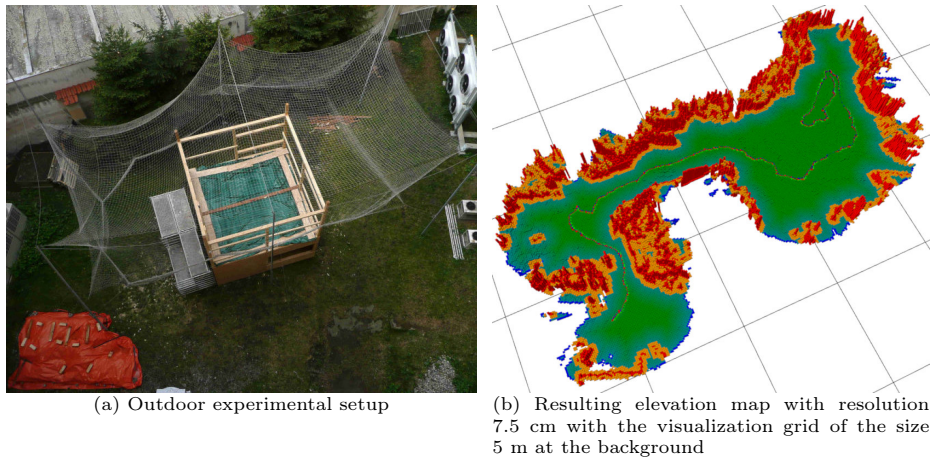 (a) Outdoor experimental setup
(b) Resulting elevation map with resolution
7.5 cm with the visualization grid of the size
5 m at the background